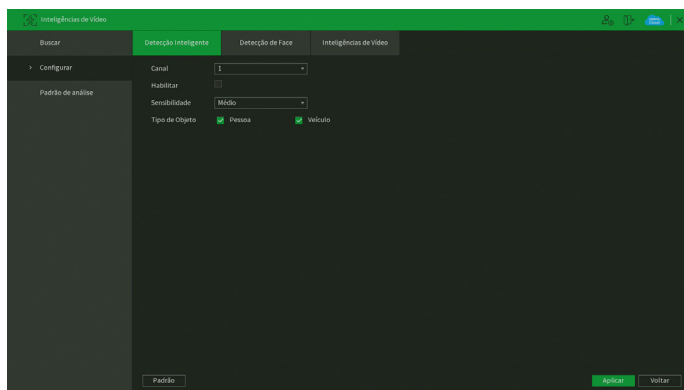 Inteligências de Vídeo
Buscar
Configurar
Padrão de análise
Detecção Inteligente
Detecção de Face
Inteligências de Vídeo
Canal
1
Habilitar
Sensibilidade
Médio
Tipo de Objeto
Pessoa
Veículo
Padrão
Aplicar
Voltar